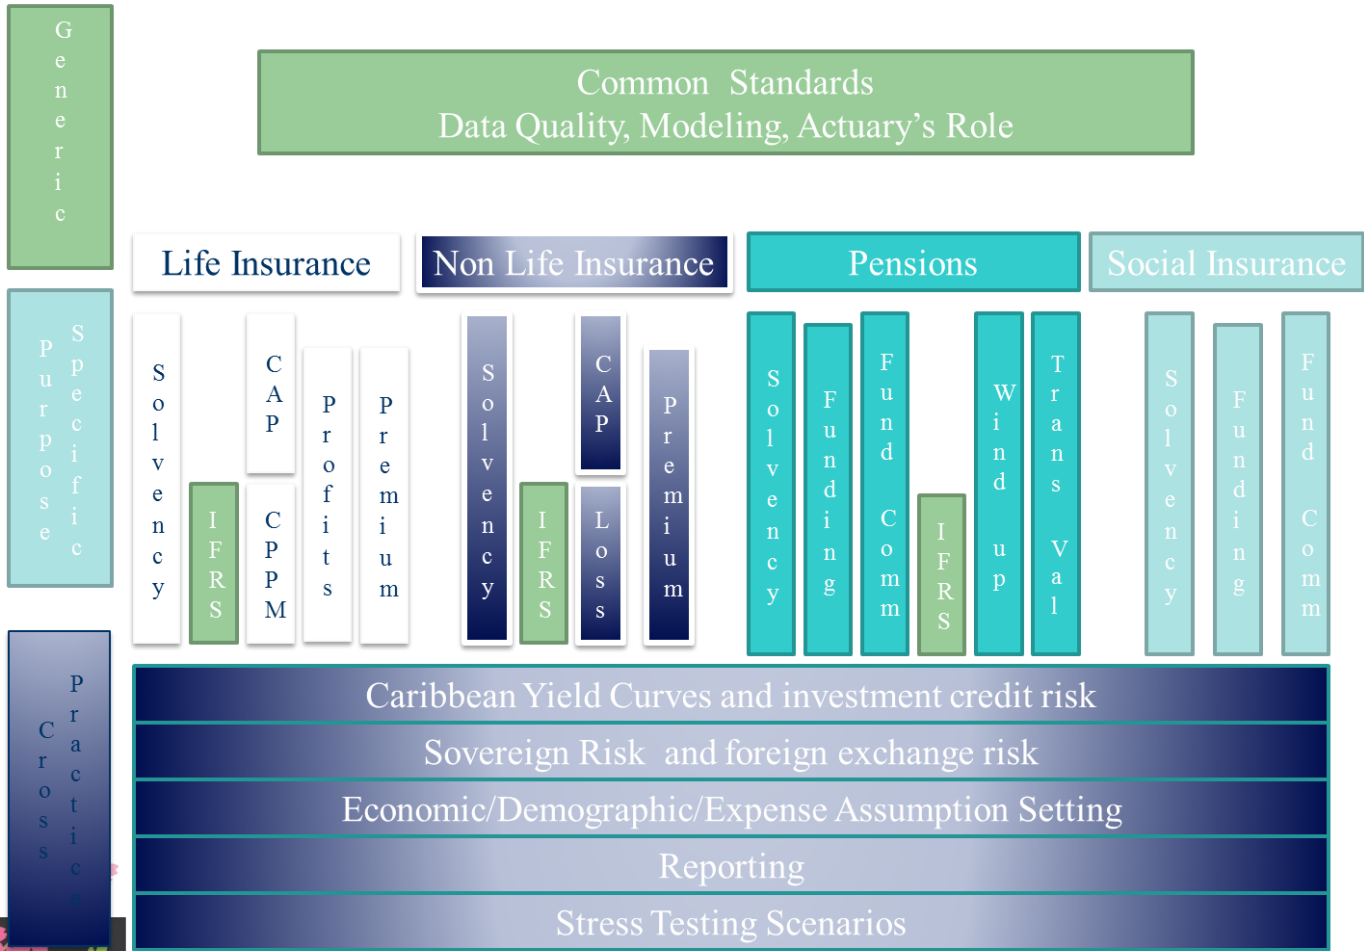 Generic
Common Standards
Data Quality, Modeling, Actuary’s Role
Life Insurance
Non Life Insurance
Pensions
Social Insurance
Purpose
Specific
Solvency
IFRS
CAP
CPPM
Profits
Premium
Solvency
IFRS
CAP
Loss
Premium
Solvency
Funding
Fund Comm
IFRS
Wind up
Trans Val
Solvency
Funding
Fund Comm
Cross
Practice
Caribbean Yield Curves and investment credit risk
Sovereign Risk and foreign exchange risk
Economic/Demographic/Expense Assumption Setting
Reporting
Stress Testing Scenarios